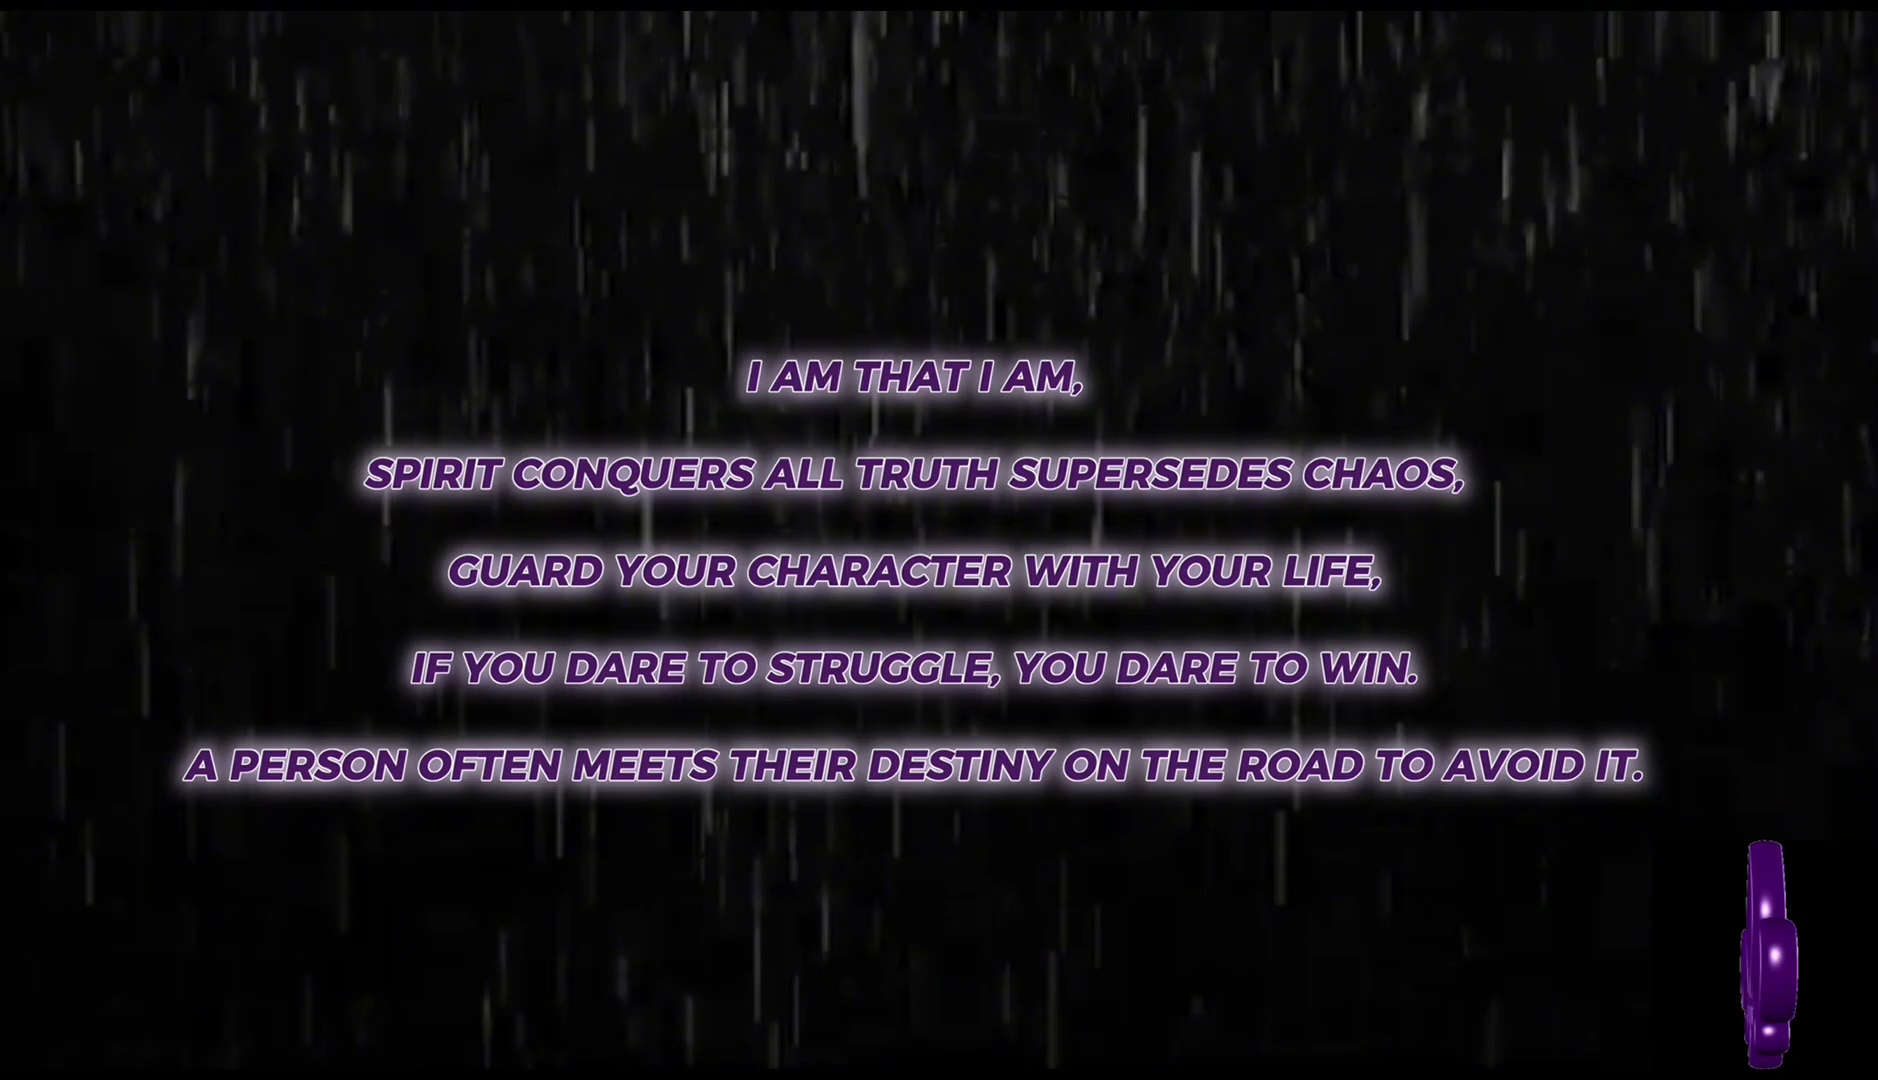 I AM THAT I AM,
SPIRIT CONQUERS ALL TRUTH SUPERSEDES CHAOS,
GUARD YOUR CHARACTER WITH YOUR LIFE,
IF YOU DARE TO STRUGGLE, YOU DARE TO WIN.
A PERSON OFTEN MEETS THEIR DESTINY ON THE ROAD TO AVOID IT.